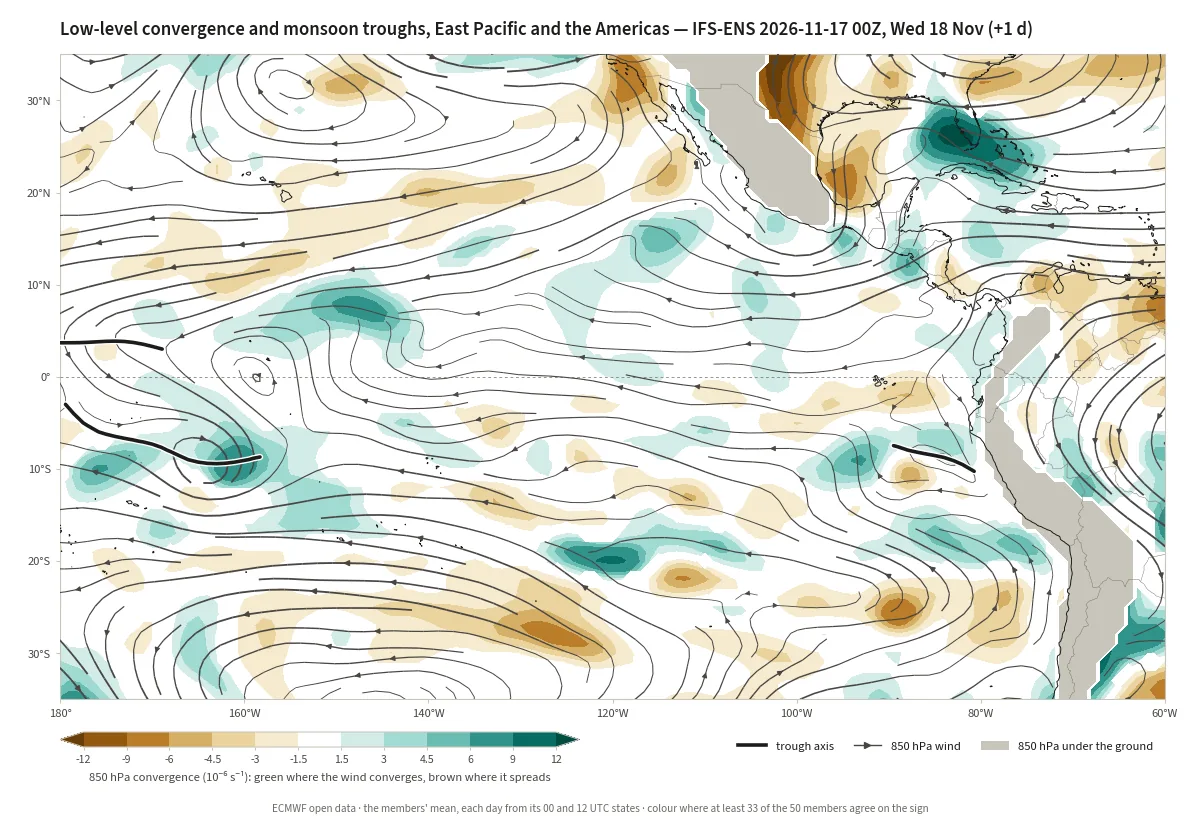 Low-level convergence and monsoon troughs, East Pacific and the Americas — IFS-ENS 2026-11-17 00Z, Wed 18 Nov (+1 d)
30°N
20°N
10°N
0°
10°S
20°S
30°S
180° 160°W 140°W 120°W 100°W 80°W 60°W
-12 -9 -6 -4.5 -3 -1.5 1.5 3 4.5 6 9 12
850 hPa convergence (10⁻⁶ s⁻¹): green where the wind converges, brown where it spreads
trough axis 850 hPa wind 850 hPa under the ground
ECMWF open data · the members' mean, each day from its 00 and 12 UTC states · colour where at least 33 of the 50 members agree on the sign